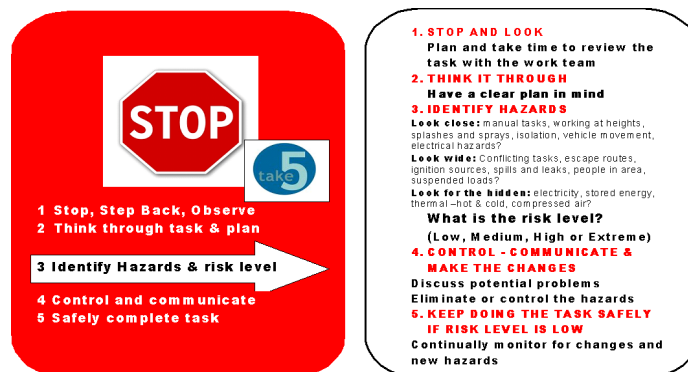 STOP
take 5
1 Stop, Step Back, Observe
2 Think through task & plan
3 Identify Hazards & risk level
4 Control and communicate
5 Safely complete task
1. STOP AND LOOK
Plan and take time to review the
task with the work team
2. THINK IT THROUGH
Have a clear plan in mind
3. IDENTIFY HAZARDS
Look close: manual tasks, working at heights,
splashes and sprays, isolation, vehicle movement,
electrical hazards?
Look wide: Conflicting tasks, escape routes,
ignition sources, spills and leaks, people in area,
suspended loads?
Look for the hidden: electricity, stored energy,
thermal –hot & cold, compressed air?
What is the risk level?
(Low, Medium, High or Extreme)
4. CONTROL - COMMUNICATE &
MAKE THE CHANGES
Discuss potential problems
Eliminate or control the hazards
5. KEEP DOING THE TASK SAFELY
IF RISK LEVEL IS LOW
Continually monitor for changes and
new hazards